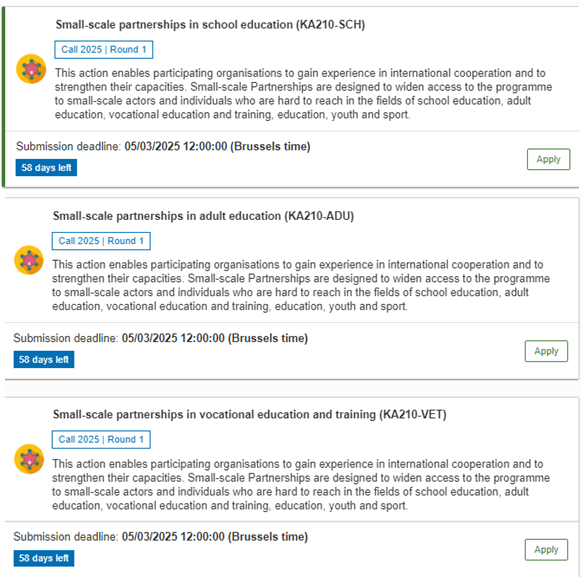 Small-scale partnerships in school education (KA210-SCH)
Call 2025 | Round 1
This action enables participating organisations to gain experience in international cooperation and to
strengthen their capacities. Small-scale Partnerships are designed to widen access to the programme
to small-scale actors and individuals who are hard to reach in the fields of school education, adult
education, vocational education and training, education, youth and sport.
Submission deadline: 05/03/2025 12:00:00 (Brussels time)
58 days left
Apply
Small-scale partnerships in adult education (KA210-ADU)
Call 2025 | Round 1
This action enables participating organisations to gain experience in international cooperation and to
strengthen their capacities. Small-scale Partnerships are designed to widen access to the programme
to small-scale actors and individuals who are hard to reach in the fields of school education, adult
education, vocational education and training, education, youth and sport.
Submission deadline: 05/03/2025 12:00:00 (Brussels time)
58 days left
Apply
Small-scale partnerships in vocational education and training (KA210-VET)
Call 2025 | Round 1
This action enables participating organisations to gain experience in international cooperation and to
strengthen their capacities. Small-scale Partnerships are designed to widen access to the programme
to small-scale actors and individuals who are hard to reach in the fields of school education, adult
education, vocational education and training, education, youth and sport.
Submission deadline: 05/03/2025 12:00:00 (Brussels time)
58 days left
Apply